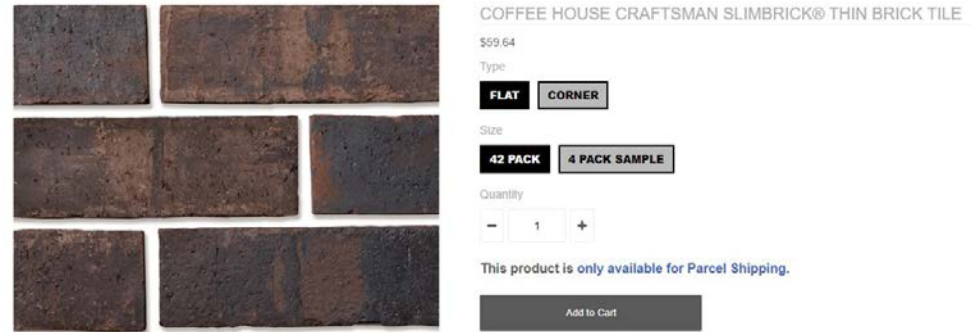 COFFEE HOUSE CRAFTSMAN SLIMBRICK® THIN BRICK TILE
$59.64
Type
FLAT CORNER
Size
42 PACK 4 PACK SAMPLE
Quantity
− 1 +
This product is only available for Parcel Shipping.
Add to Cart